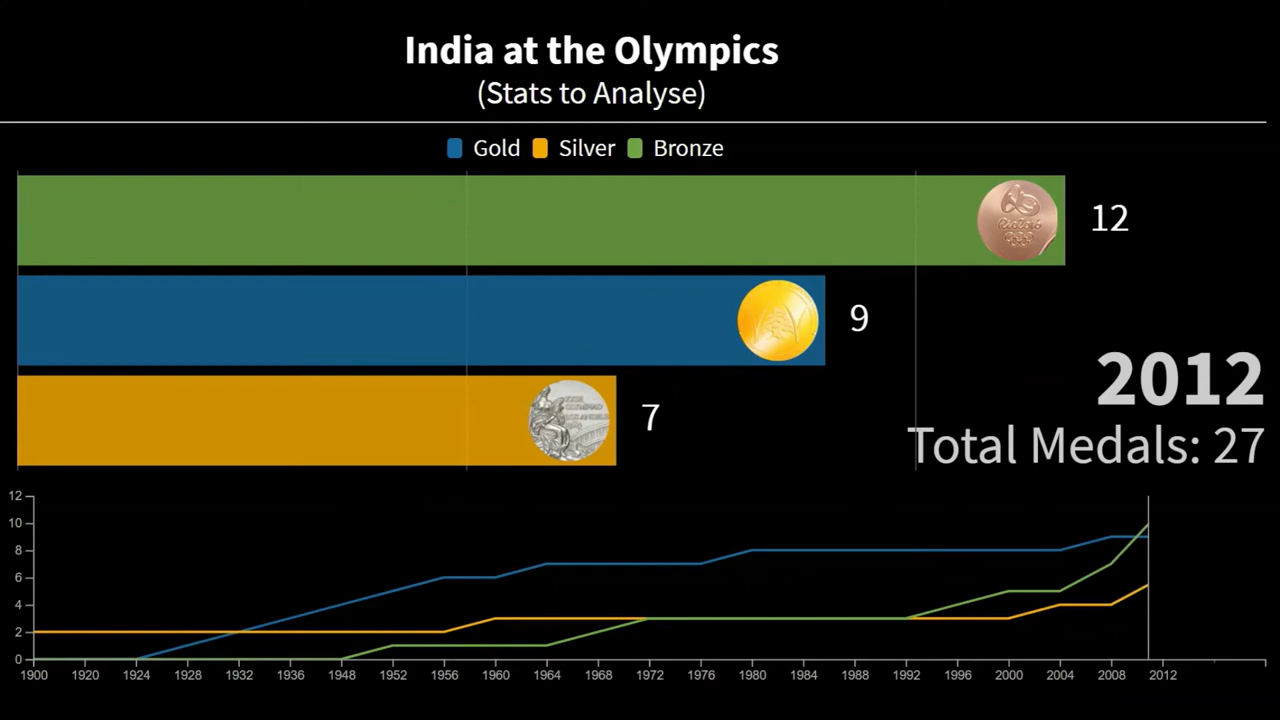 India at the Olympics
(Stats to Analyse)
Gold Silver Bronze
12
9
7
2012
Total Medals: 27
12
10
8
6
4
2
0
1900 1920 1924 1928 1932 1936 1948 1952 1956 1960 1964 1968 1972 1976 1980 1984 1988 1992 1996 2000 2004 2008 2012